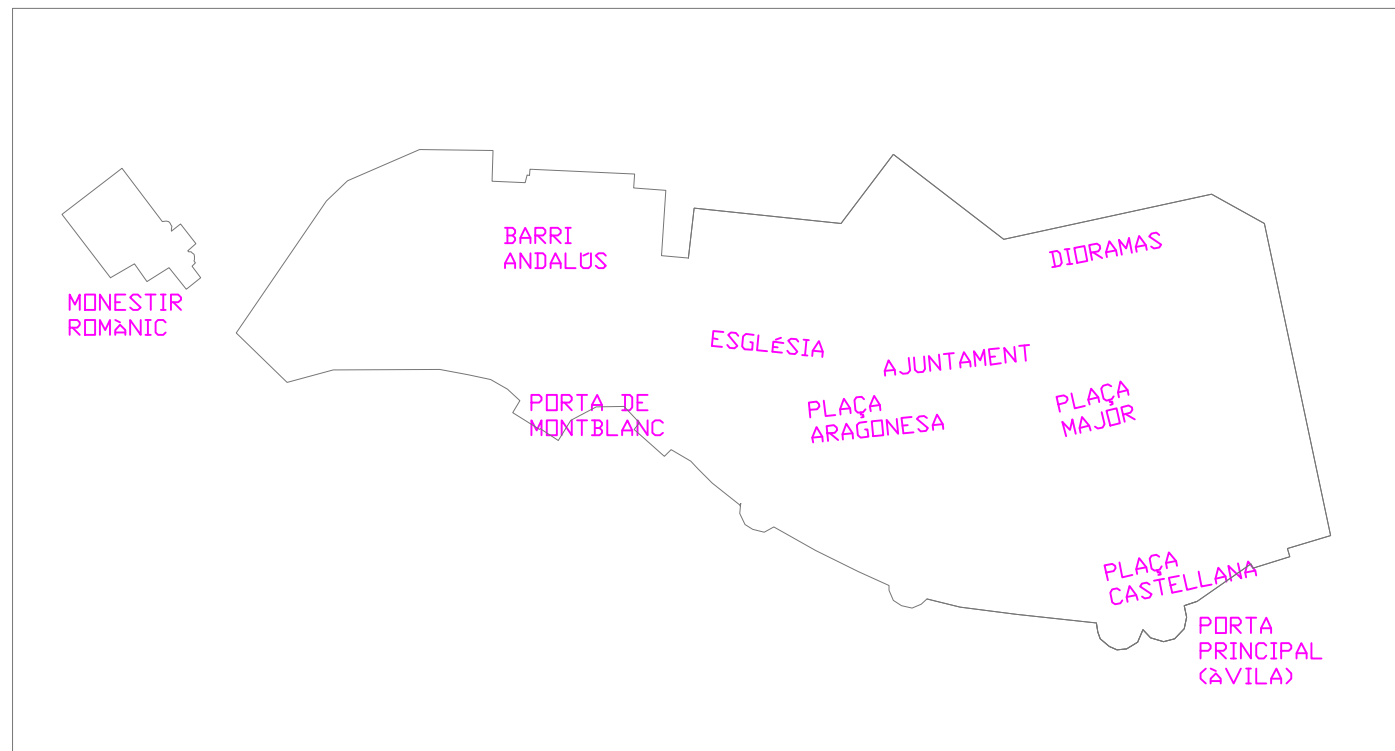 BARRI
ANDALÚS
DIORAMAS
MONESTIR
ROMÀNIC
ESGLÉSIA
AJUNTAMENT
PORTA DE
MONTBLANC
PLAÇA
ARAGONESA
PLAÇA
MAJOR
PLAÇA
CASTELLANA
PORTA
PRINCIPAL
(ÀVILA)